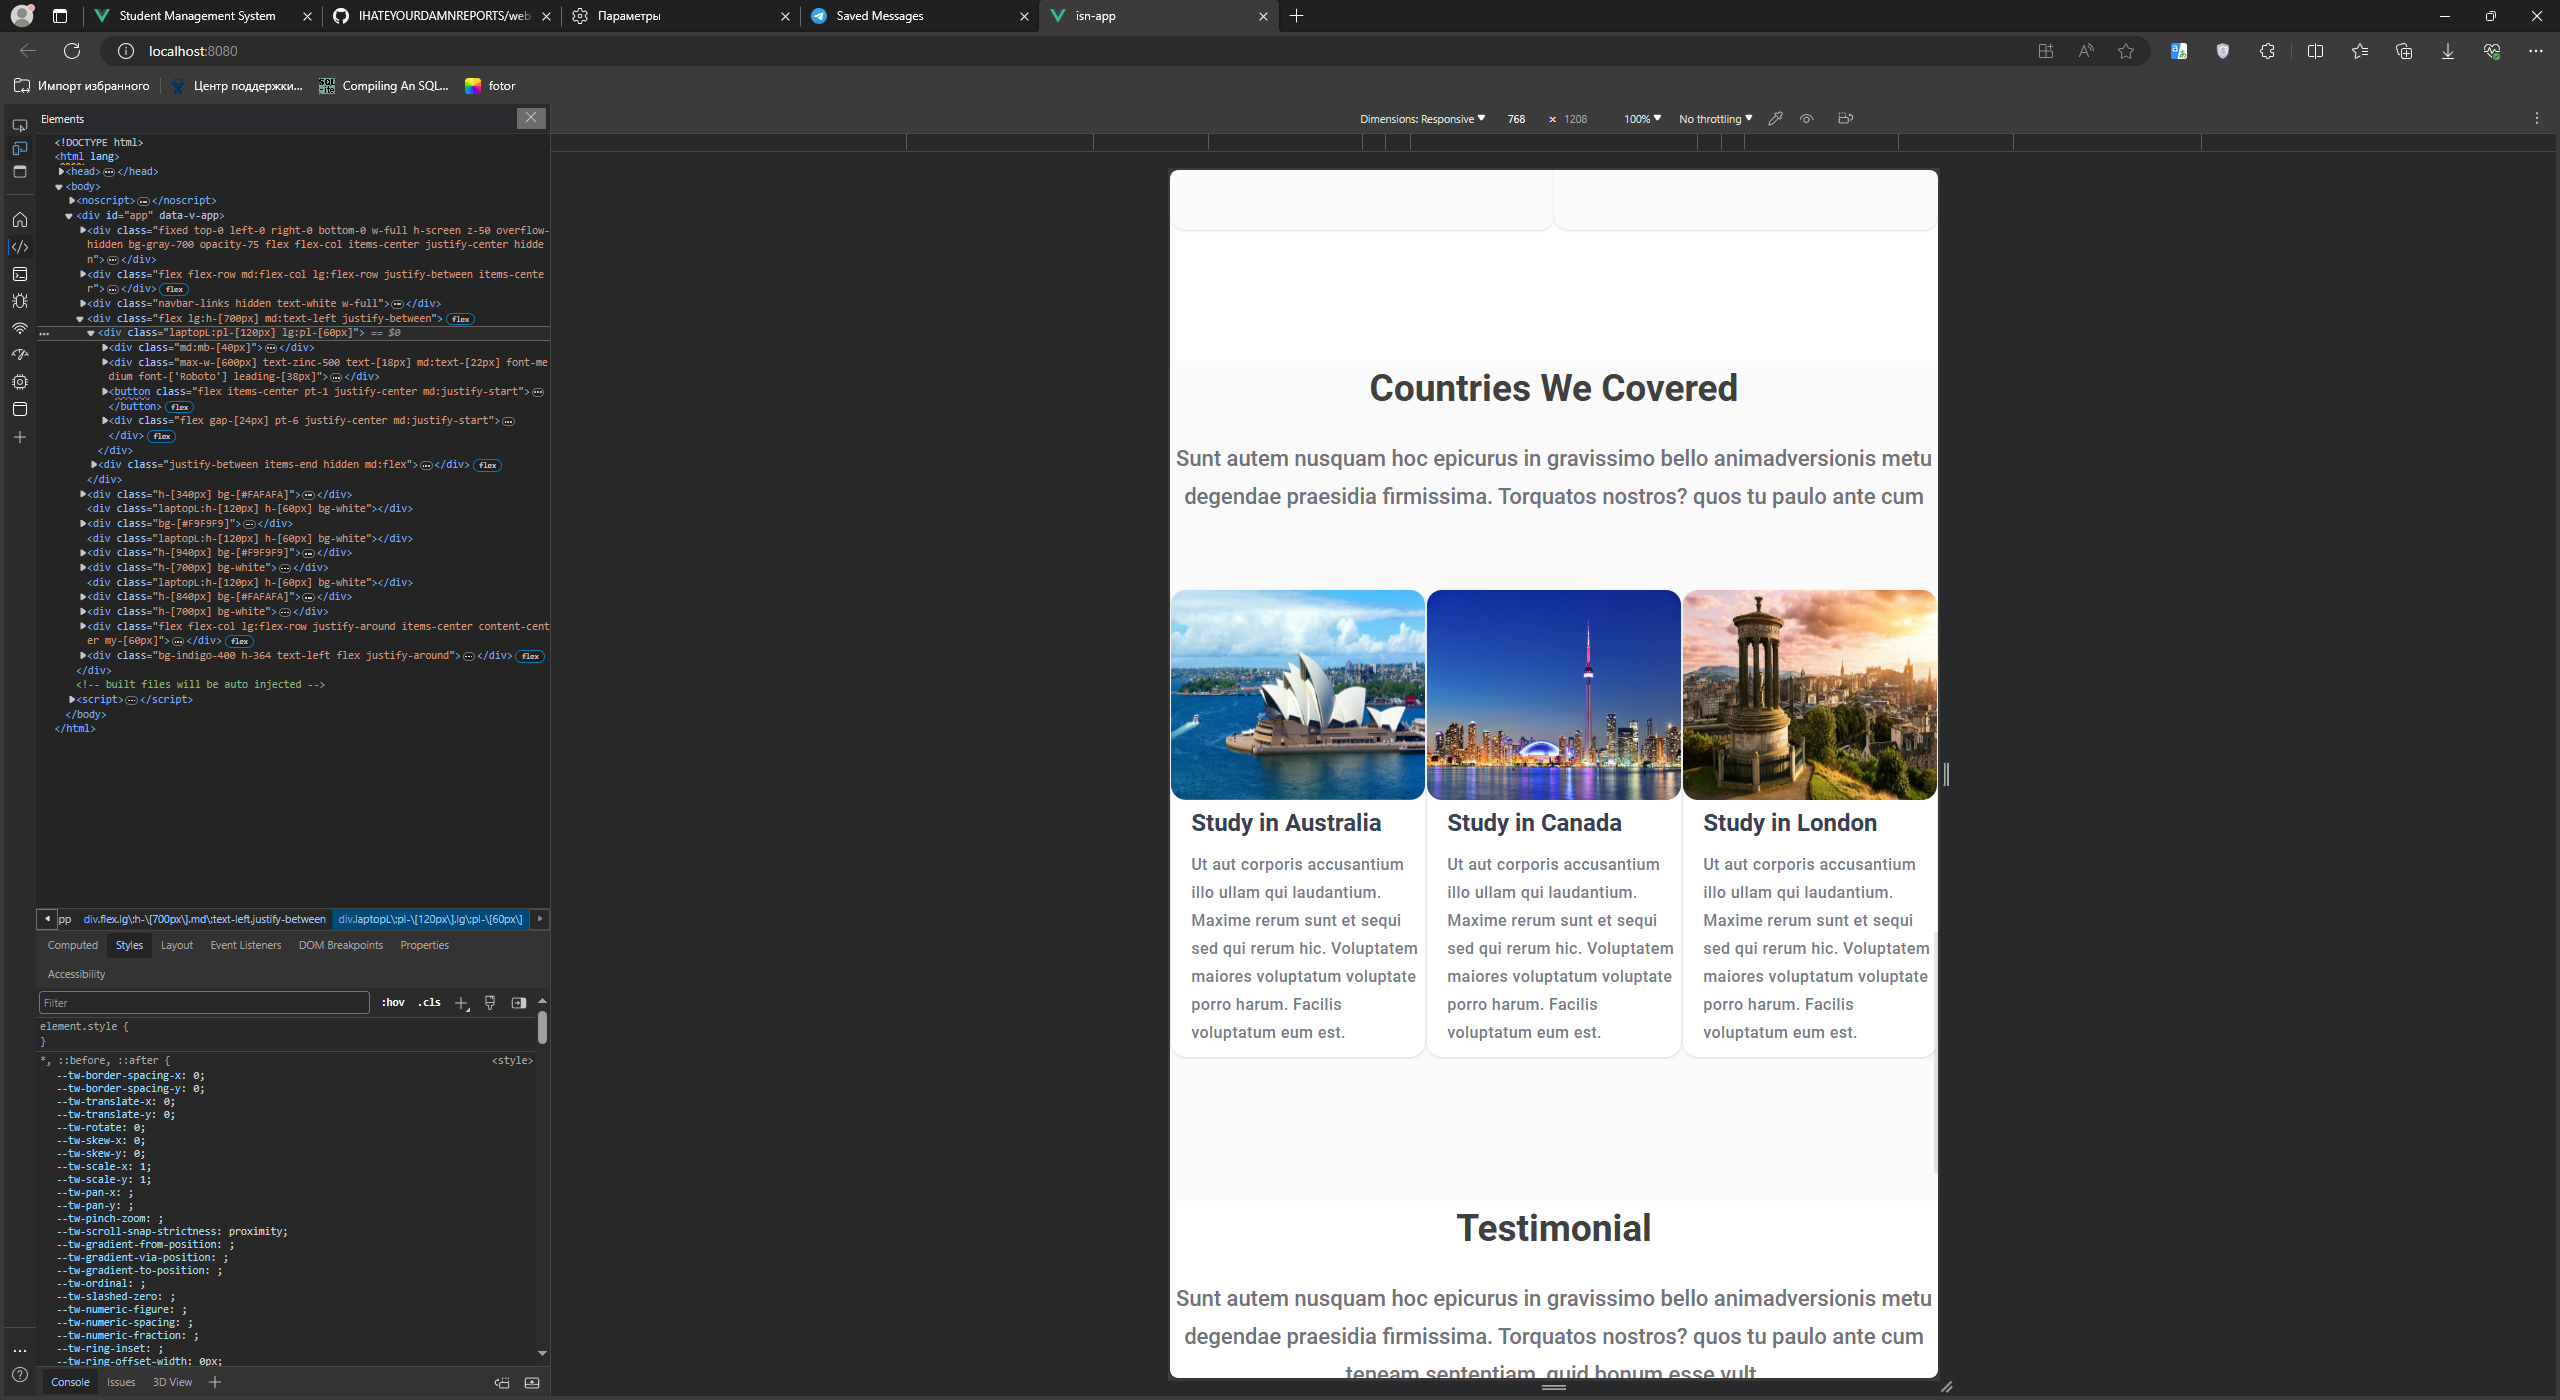 Student Management System
IHATEYOURDAMNREPORTS/web
Параметры
Saved Messages
isn-app
localhost:8080
Импорт избранного
Центр поддержки...
Compiling An SQL...
fotor
Elements
Dimensions: Responsive
768
×
1208
100%
No throttling
<!DOCTYPE html>
<html lang>
<head></head>
<body>
<noscript></noscript>
<div id="app" data-v-app>
<div class="fixed top-0 left-0 right-0 bottom-0 w-full h-screen z-50 overflow-
hidden bg-gray-700 opacity-75 flex flex-col items-center justify-center hidde
n"></div>
<div class="flex flex-row md:flex-col lg:flex-row justify-between items-cente
r"></div> flex
<div class="navbar-links hidden text-white w-full"></div>
<div class="flex lg:h-[700px] md:text-left justify-between"> flex
<div class="laptopL:pl-[120px] lg:pl-[60px]"> == $0
<div class="md:mb-[40px]"></div>
<div class="max-w-[600px] text-zinc-500 text-[18px] md:text-[22px] font-me
dium font-['Roboto'] leading-[38px]"></div>
<button class="flex items-center pt-1 justify-center md:justify-start">
</button> flex
<div class="flex gap-[24px] pt-6 justify-center md:justify-start">
</div> flex
</div>
<div class="justify-between items-end hidden md:flex"></div> flex
</div>
<div class="h-[340px] bg-[#FAFAFA]"></div>
<div class="laptopL:h-[120px] h-[60px] bg-white"></div>
<div class="bg-[#F9F9F9]"></div>
<div class="laptopL:h-[120px] h-[60px] bg-white"></div>
<div class="h-[940px] bg-[#F9F9F9]"></div>
<div class="h-[700px] bg-white"></div>
<div class="laptopL:h-[120px] h-[60px] bg-white"></div>
<div class="h-[840px] bg-[#FAFAFA]"></div>
<div class="h-[700px] bg-white"></div>
<div class="flex flex-col lg:flex-row justify-around items-center content-cent
er my-[60px]"></div> flex
<div class="bg-indigo-400 h-364 text-left flex justify-around"></div> flex
</div>
<!-- built files will be auto injected -->
<script></script>
</body>
</html>
pp
div.flex.lg\:h-\[700px\].md\:text-left.justify-between
div.laptopL\:pl-\[120px\].lg\:pl-\[60px\]
Computed
Styles
Layout
Event Listeners
DOM Breakpoints
Properties
Accessibility
Filter
:hov
.cls
element.style {
}
*, ::before, ::after {
<style>
--tw-border-spacing-x: 0;
--tw-border-spacing-y: 0;
--tw-translate-x: 0;
--tw-translate-y: 0;
--tw-rotate: 0;
--tw-skew-x: 0;
--tw-skew-y: 0;
--tw-scale-x: 1;
--tw-scale-y: 1;
--tw-pan-x: ;
--tw-pan-y: ;
--tw-pinch-zoom: ;
--tw-scroll-snap-strictness: proximity;
--tw-gradient-from-position: ;
--tw-gradient-via-position: ;
--tw-gradient-to-position: ;
--tw-ordinal: ;
--tw-slashed-zero: ;
--tw-numeric-figure: ;
--tw-numeric-spacing: ;
--tw-numeric-fraction: ;
--tw-ring-inset: ;
--tw-ring-offset-width: 0px;
Console
Issues
3D View
Countries We Covered
Sunt autem nusquam hoc epicurus in gravissimo bello animadversionis metu
degendae praesidia firmissima. Torquatos nostros? quos tu paulo ante cum
Study in Australia
Ut aut corporis accusantium
illo ullam qui laudantium.
Maxime rerum sunt et sequi
sed qui rerum hic. Voluptatem
maiores voluptatum voluptate
porro harum. Facilis
voluptatum eum est.
Study in Canada
Ut aut corporis accusantium
illo ullam qui laudantium.
Maxime rerum sunt et sequi
sed qui rerum hic. Voluptatem
maiores voluptatum voluptate
porro harum. Facilis
voluptatum eum est.
Study in London
Ut aut corporis accusantium
illo ullam qui laudantium.
Maxime rerum sunt et sequi
sed qui rerum hic. Voluptatem
maiores voluptatum voluptate
porro harum. Facilis
voluptatum eum est.
Testimonial
Sunt autem nusquam hoc epicurus in gravissimo bello animadversionis metu
degendae praesidia firmissima. Torquatos nostros? quos tu paulo ante cum
teneam sententiam, quid bonum esse vult